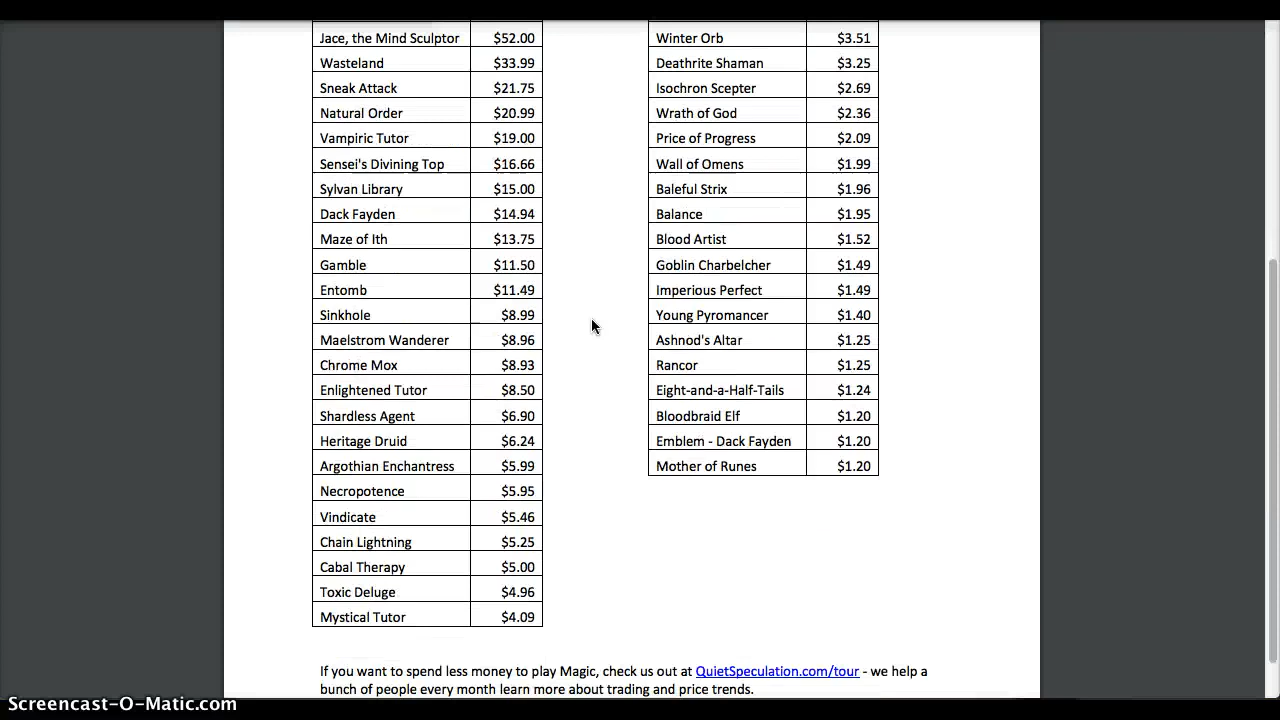 Jace, the Mind Sculptor $52.00
Wasteland $33.99
Sneak Attack $21.75
Natural Order $20.99
Vampiric Tutor $19.00
Sensei's Divining Top $16.66
Sylvan Library $15.00
Dack Fayden $14.94
Maze of Ith $13.75
Gamble $11.50
Entomb $11.49
Sinkhole $8.99
Maelstrom Wanderer $8.96
Chrome Mox $8.93
Enlightened Tutor $8.50
Shardless Agent $6.90
Heritage Druid $6.24
Argothian Enchantress $5.99
Necropotence $5.95
Vindicate $5.46
Chain Lightning $5.25
Cabal Therapy $5.00
Toxic Deluge $4.96
Mystical Tutor $4.09
Winter Orb $3.51
Deathrite Shaman $3.25
Isochron Scepter $2.69
Wrath of God $2.36
Price of Progress $2.09
Wall of Omens $1.99
Baleful Strix $1.96
Balance $1.95
Blood Artist $1.52
Goblin Charbelcher $1.49
Imperious Perfect $1.49
Young Pyromancer $1.40
Ashnod's Altar $1.25
Rancor $1.25
Eight-and-a-Half-Tails $1.24
Bloodbraid Elf $1.20
Emblem - Dack Fayden $1.20
Mother of Runes $1.20
If you want to spend less money to play Magic, check us out at QuietSpeculation.com/tour - we help a
bunch of people every month learn more about trading and price trends.
Screencast-O-Matic.com